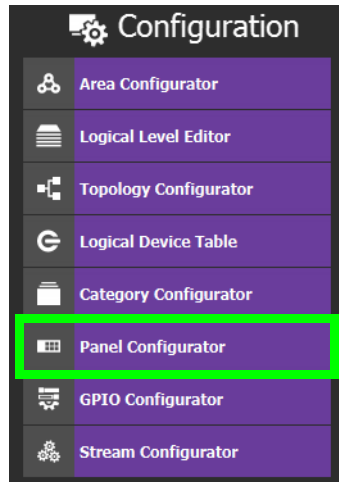 Configuration
Area Configurator
Logical Level Editor
Topology Configurator
Logical Device Table
Category Configurator
Panel Configurator
GPIO Configurator
Stream Configurator